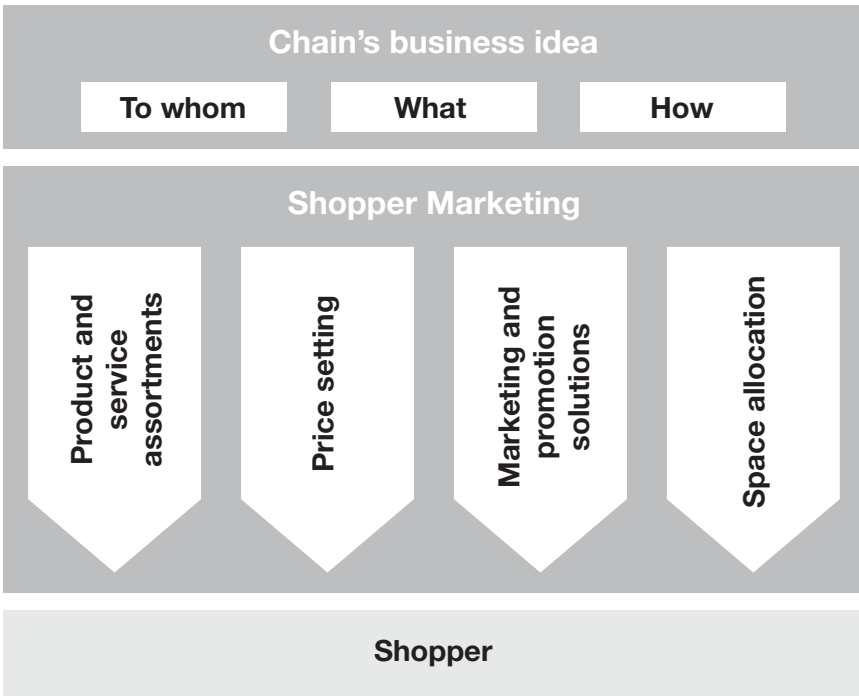 Chain’s business idea
To whom
What
How
Shopper Marketing
Product and
service
assortments
Price setting
Marketing and
promotion
solutions
Space allocation
Shopper